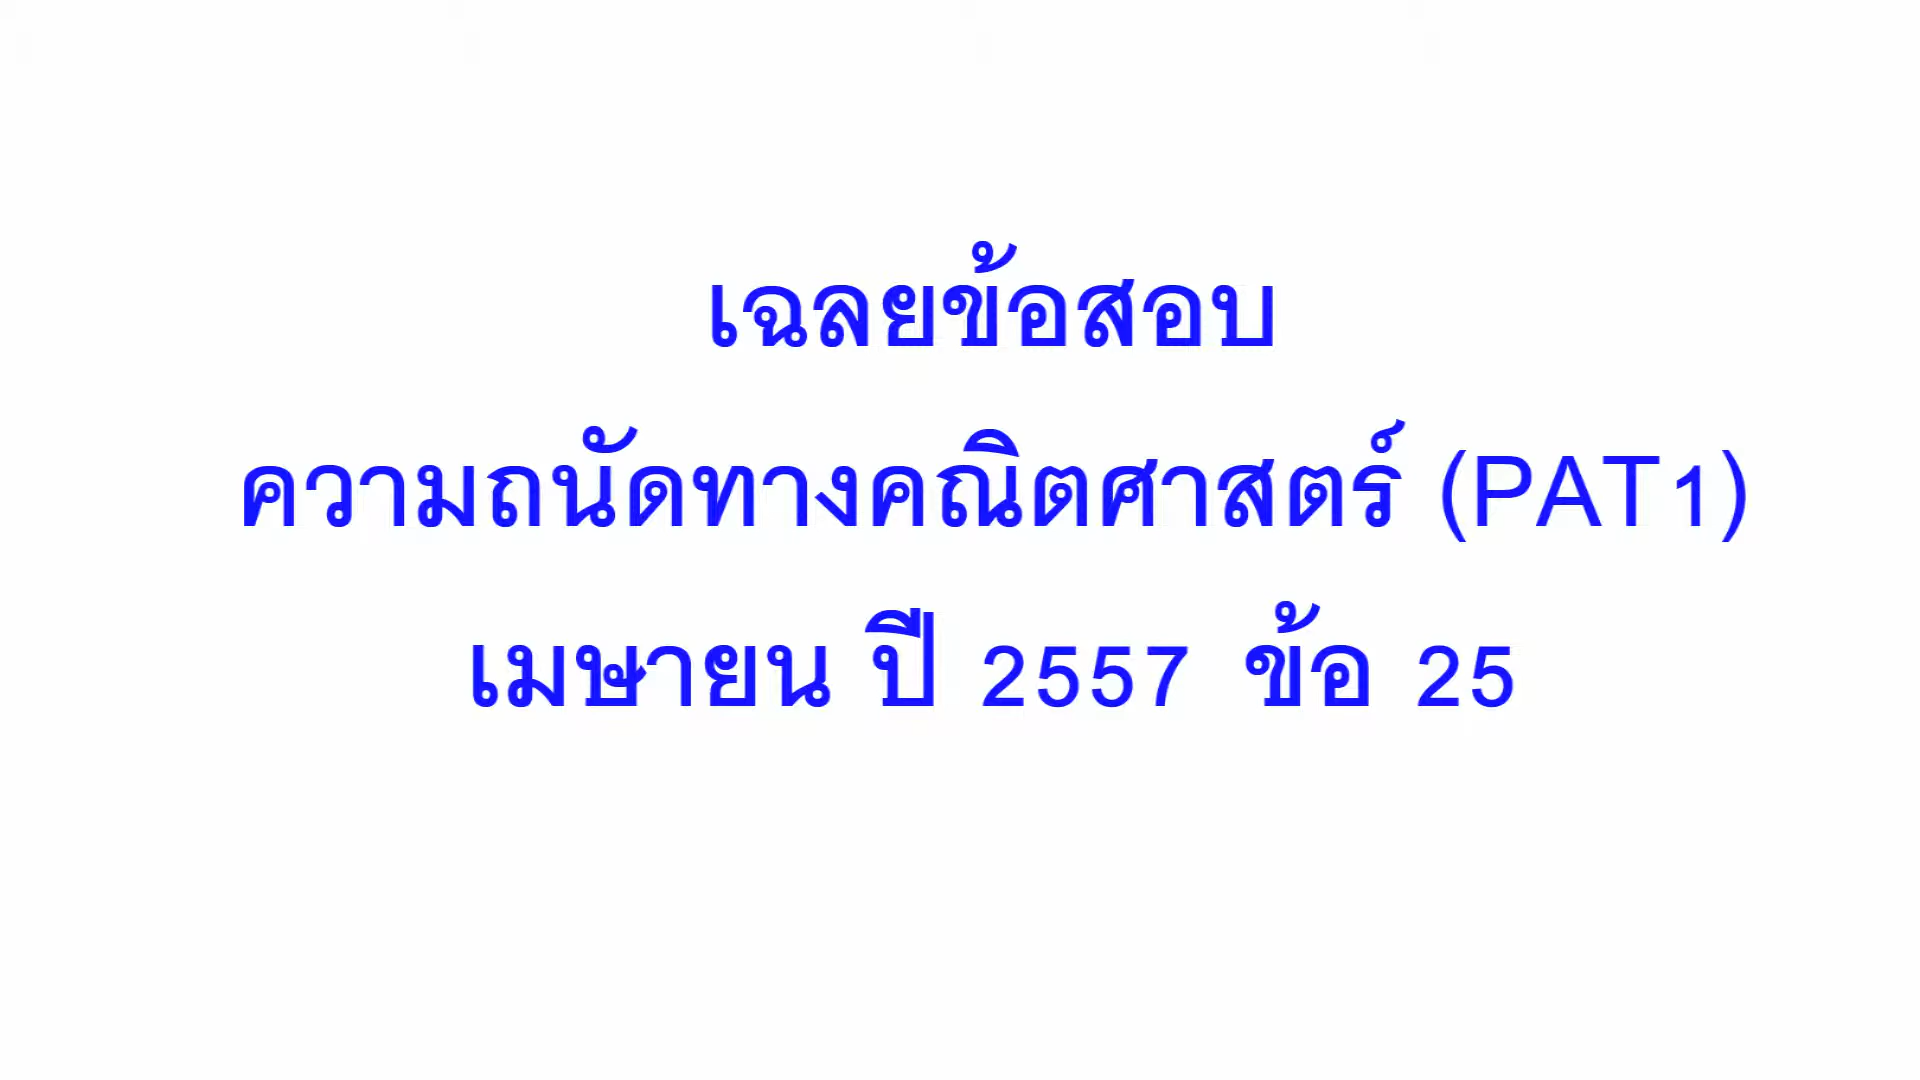 เฉลยข้อสอบ
ความถนัดทางคณิตศาสตร์ (PAT1)
เมษายน ปี 2557 ข้อ 25